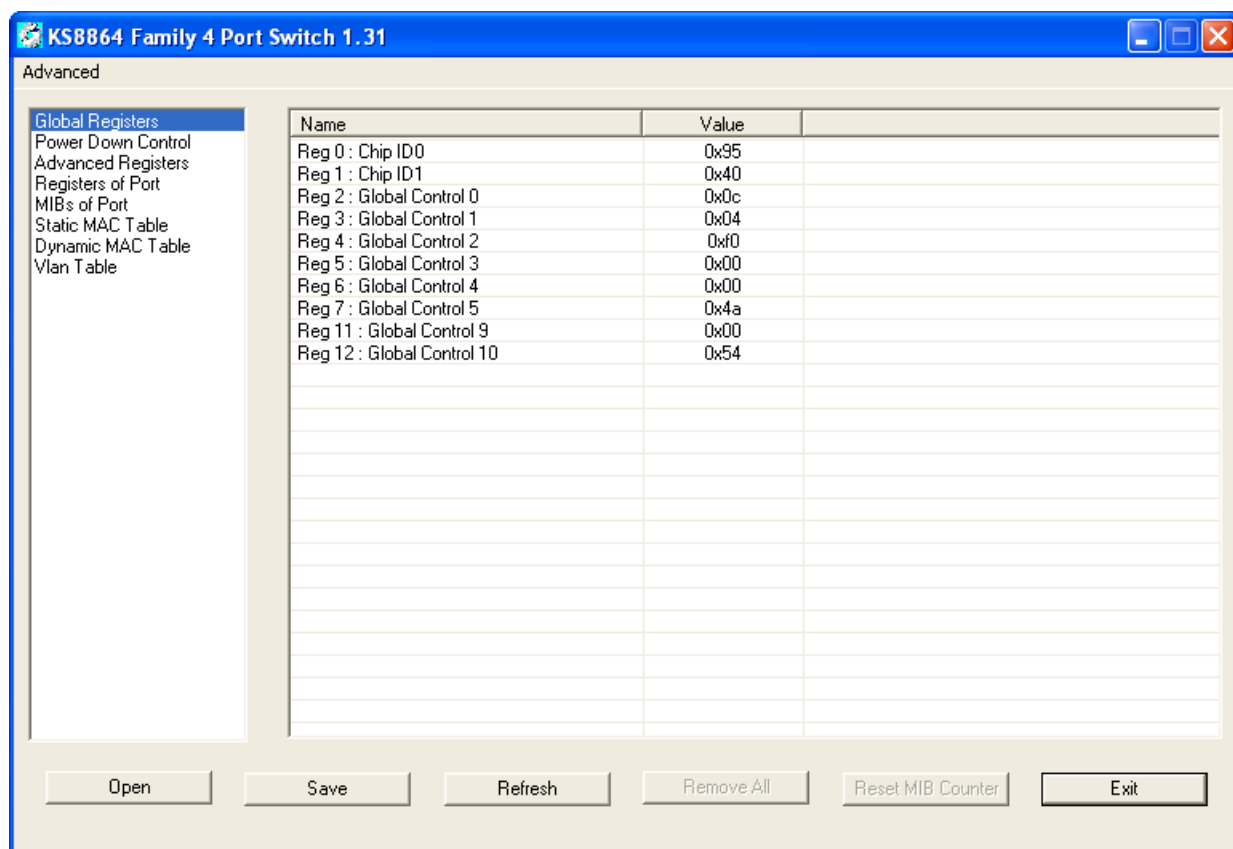 KS8864 Family 4 Port Switch 1.31
Advanced
Global Registers
Power Down Control
Advanced Registers
Registers of Port
MIBs of Port
Static MAC Table
Dynamic MAC Table
Vlan Table
Name Value
Reg 0 : Chip ID0 0x95
Reg 1 : Chip ID1 0x40
Reg 2 : Global Control 0 0x0c
Reg 3 : Global Control 1 0x04
Reg 4 : Global Control 2 0xf0
Reg 5 : Global Control 3 0x00
Reg 6 : Global Control 4 0x00
Reg 7 : Global Control 5 0x4a
Reg 11 : Global Control 9 0x00
Reg 12 : Global Control 10 0x54
Open Save Refresh Remove All Reset MIB Counter Exit